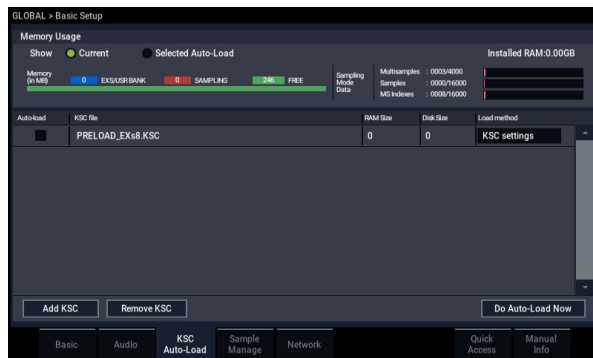 GLOBAL > Basic Setup
Memory Usage
Show Current Selected Auto-Load Installed RAM:0.00GB
Memory
(in MB) 0 EXS/USR BANK 0 SAMPLING 246 FREE
Sampling
Mode
Data
Multisamples : 0003/4000
Samples : 0000/16000
MS Indexes : 0008/16000
Auto-load KSC file RAM Size Disk Size Load method
PRELOAD_EXs8.KSC 0 0 KSC settings
Add KSC Remove KSC Do Auto-Load Now
Basic Audio KSC
Auto-Load Sample
Manage Network Quick
Access Manual
Info